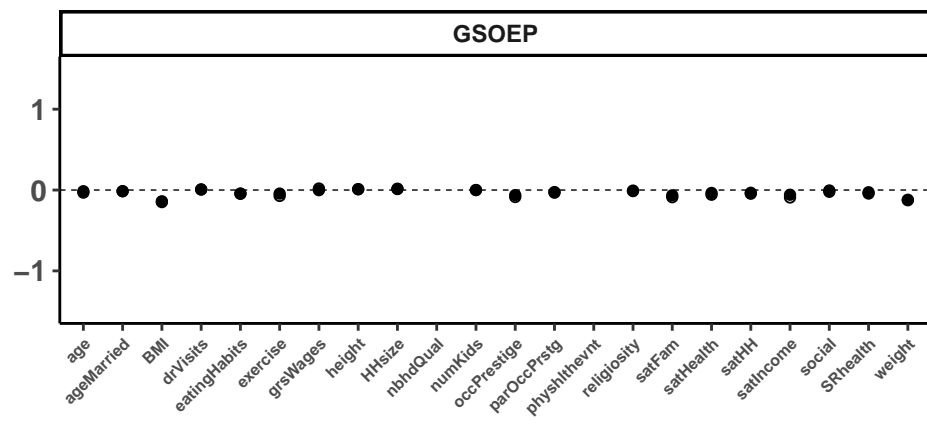 GSOEP
1
0
−1
age
ageMarried
BMI
drVisits
eatingHabits
exercise
grsWages
height
HHsize
nbhdQual
numKids
occPrestige
parOccPrstg
physhlthevnt
religiosity
satFam
satHealth
satHH
satIncome
social
SRhealth
weight